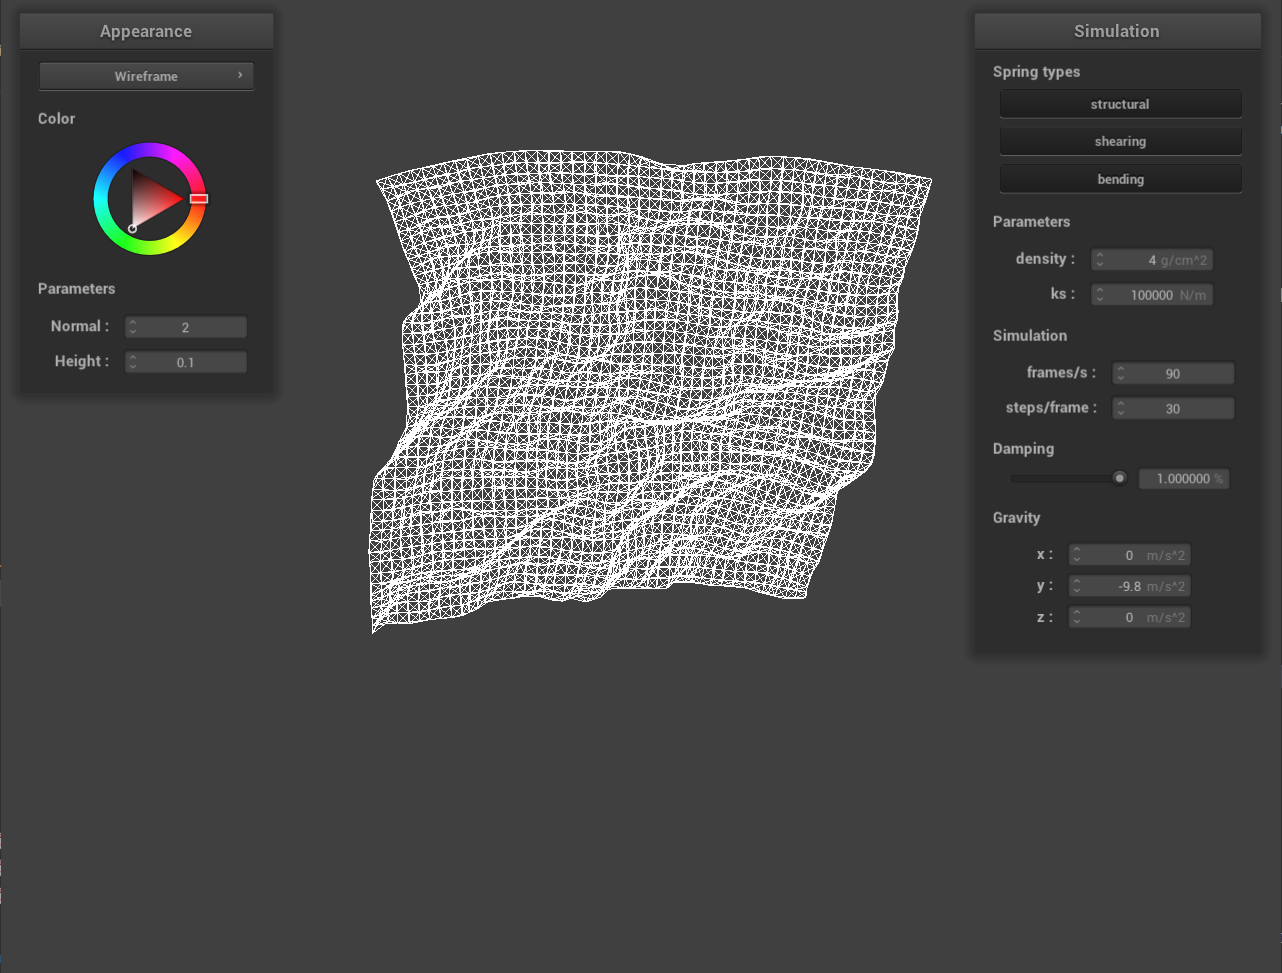 Appearance
Wireframe
Color
Parameters
Normal : 2
Height : 0.1
Simulation
Spring types
structural
shearing
bending
Parameters
density : 4 g/cm^2
ks : 100000 N/m
Simulation
frames/s : 90
steps/frame : 30
Damping
1.000000 %
Gravity
x : 0 m/s^2
y : -9.8 m/s^2
z : 0 m/s^2